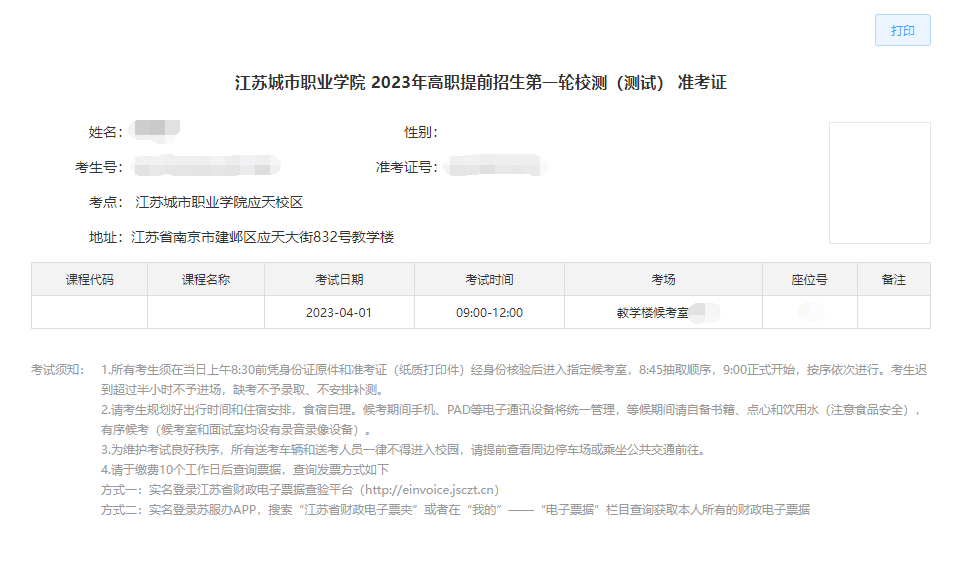 打印
江苏城市职业学院 2023年高职提前招生第一轮校测（测试） 准考证
姓名： 性别：
考生号： 准考证号：
考点： 江苏城市职业学院应天校区
地址： 江苏省南京市建邺区应天大街832号教学楼
课程代码 课程名称 考试日期 考试时间 考场 座位号 备注
2023-04-01 09:00-12:00 教学楼候考室
考试须知： 1.所有考生须在当日上午8:30前凭身份证原件和准考证（纸质打印件）经身份核验后进入指定候考室，8:45抽取顺序，9:00正式开始，按序依次进行。考生迟
到超过半小时不予进场，缺考不予录取、不安排补测。
2.请考生规划好出行时间和住宿安排，食宿自理。候考期间手机、PAD等电子通讯设备将统一管理，等候期间请自备书籍、点心和饮用水（注意食品安全），
有序候考（候考室和面试室均设有录音录像设备）。
3.为维护考试良好秩序，所有送考车辆和送考人员一律不得进入校园，请提前查看周边停车场或乘坐公共交通前往。
4.请于缴费10个工作日后查询票据，查询发票方式如下
方式一：实名登录江苏省财政电子票据查验平台（http://einvoice.jsczt.cn）
方式二：实名登录苏服办APP，搜索“江苏省财政电子票夹”或者在“我的”——“电子票据”栏目查询获取本人所有的财政电子票据